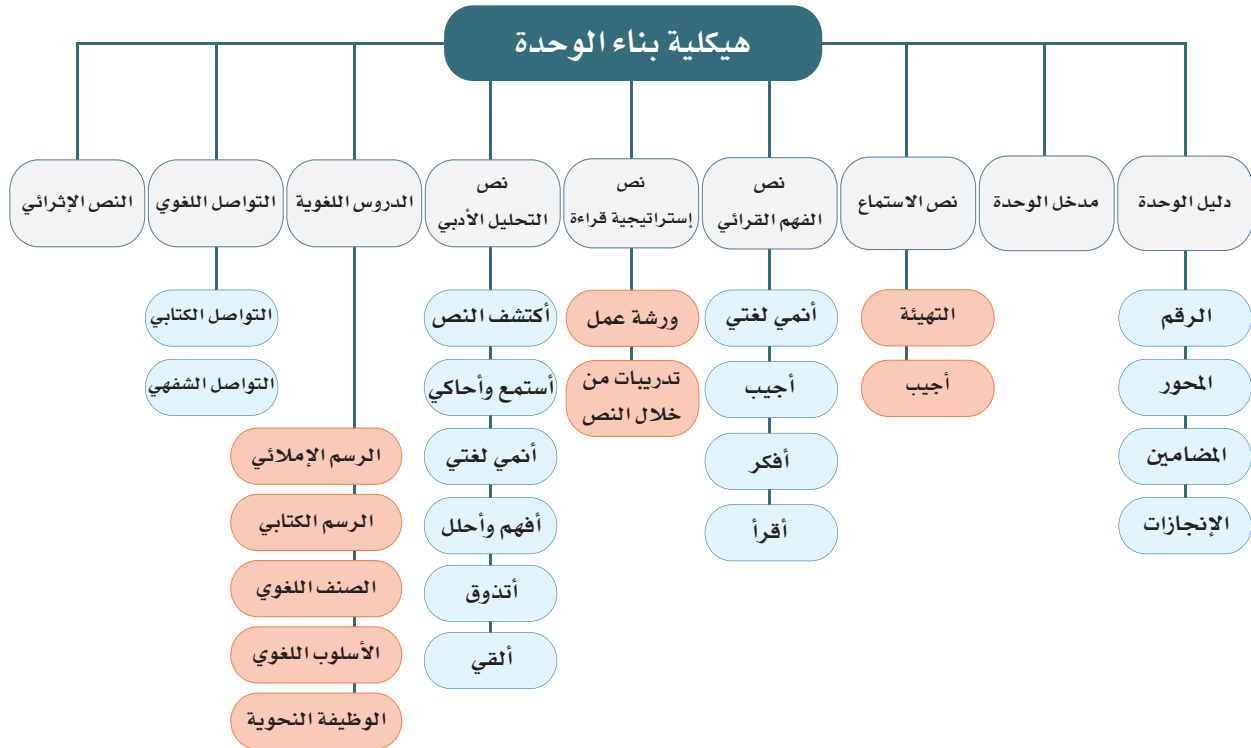 هيكلية بناء الوحدة
دليل الوحدة
مدخل الوحدة
نص الاستماع
نص
الفهم القرائي
نص
إستراتيجية قراءة
نص
التحليل الأدبي
الدروس اللغوية
التواصل اللغوي
النص الإثرائي
الرقم
المحور
المضامين
الإنجازات
التهيئة
أجيب
أنمي لغتي
أجيب
أفكر
أقرأ
ورشة عمل
تدريبات من
خلال النص
أكتشف النص
أستمع وأحاكي
أنمي لغتي
أفهم وأحلل
أتذوق
ألقي
الرسم الإملائي
الرسم الكتابي
الصنف اللغوي
الأسلوب اللغوي
الوظيفة النحوية
التواصل الكتابي
التواصل الشفهي